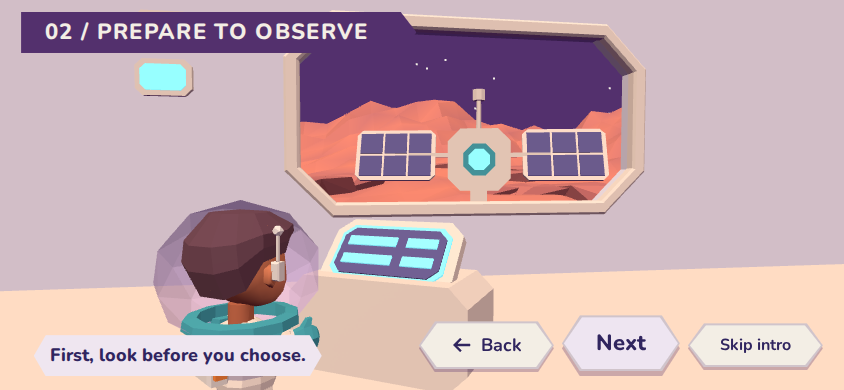 02 / PREPARE TO OBSERVE
First, look before you choose.
← Back
Next
Skip intro